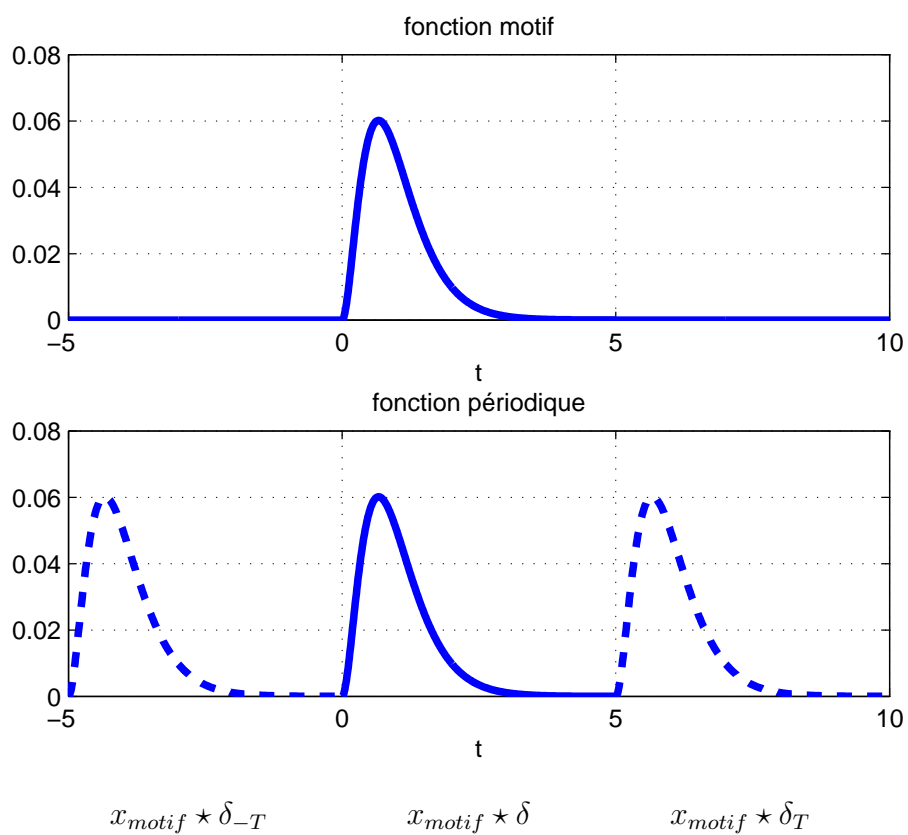 fonction motif
0.08
0.06
0.04
0.02
0
−5 0 5 10
t
fonction périodique
0.08
0.06
0.04
0.02
0
−5 0 5 10
t
x_{motif} ⋆ δ_{−T} x_{motif} ⋆ δ x_{motif} ⋆ δ_T